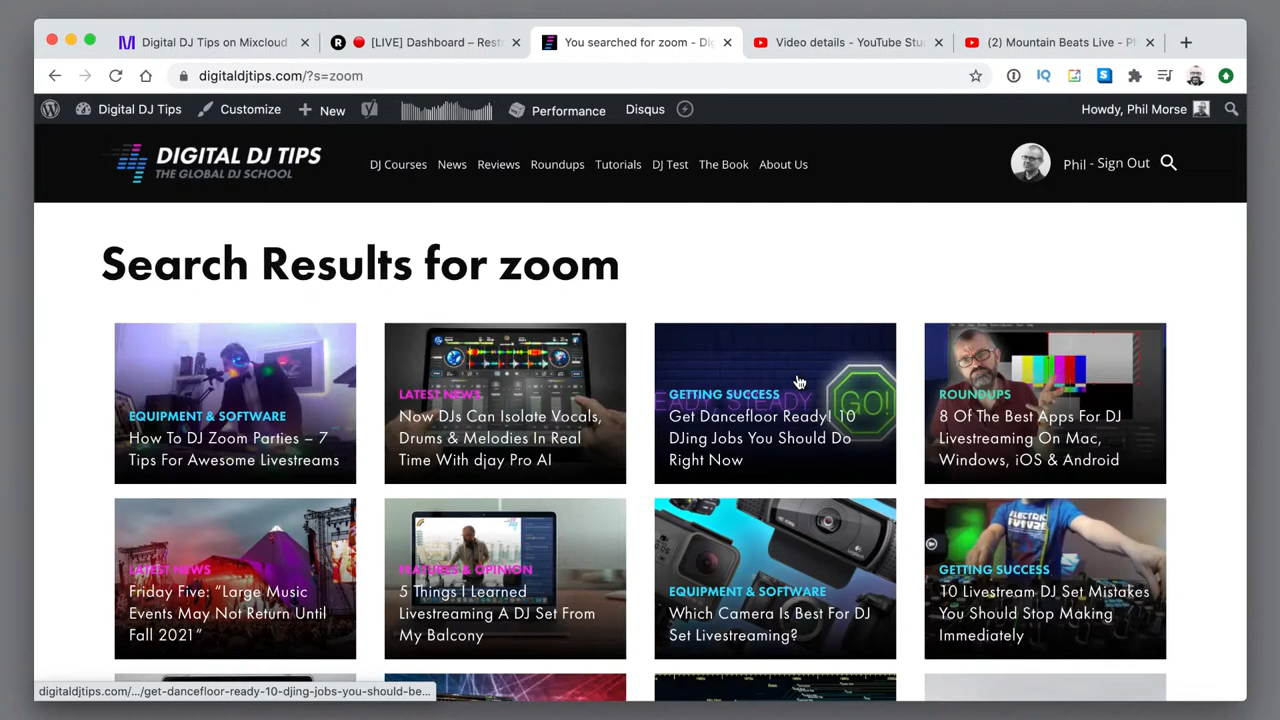 Digital DJ Tips on Mixcloud
[LIVE] Dashboard – Rest
You searched for zoom - Dig
Video details - YouTube Stu
(2) Mountain Beats Live - P
digitaldjtips.com/?s=zoom
Digital DJ Tips
Customize
New
Performance
Disqus
Howdy, Phil Morse
DIGITAL DJ TIPS
THE GLOBAL DJ SCHOOL
DJ Courses
News
Reviews
Roundups
Tutorials
DJ Test
The Book
About Us
Phil - Sign Out
Search Results for zoom
EQUIPMENT & SOFTWARE
How To DJ Zoom Parties – 7
Tips For Awesome Livestreams
LATEST NEWS
Now DJs Can Isolate Vocals,
Drums & Melodies In Real
Time With djay Pro AI
READY, STEADY
GO!
GETTING SUCCESS
Get Dancefloor Ready! 10
DJing Jobs You Should Do
Right Now
ROUNDUPS
8 Of The Best Apps For DJ
Livestreaming On Mac,
Windows, iOS & Android
LATEST NEWS
Friday Five: “Large Music
Events May Not Return Until
Fall 2021”
FEATURES & OPINION
5 Things I Learned
Livestreaming A DJ Set From
My Balcony
EQUIPMENT & SOFTWARE
Which Camera Is Best For DJ
Set Livestreaming?
ELECTRIC
FUTURE
GETTING SUCCESS
10 Livestream DJ Set Mistakes
You Should Stop Making
Immediately
digitaldjtips.com/.../get-dancefloor-ready-10-djing-jobs-you-should-be...